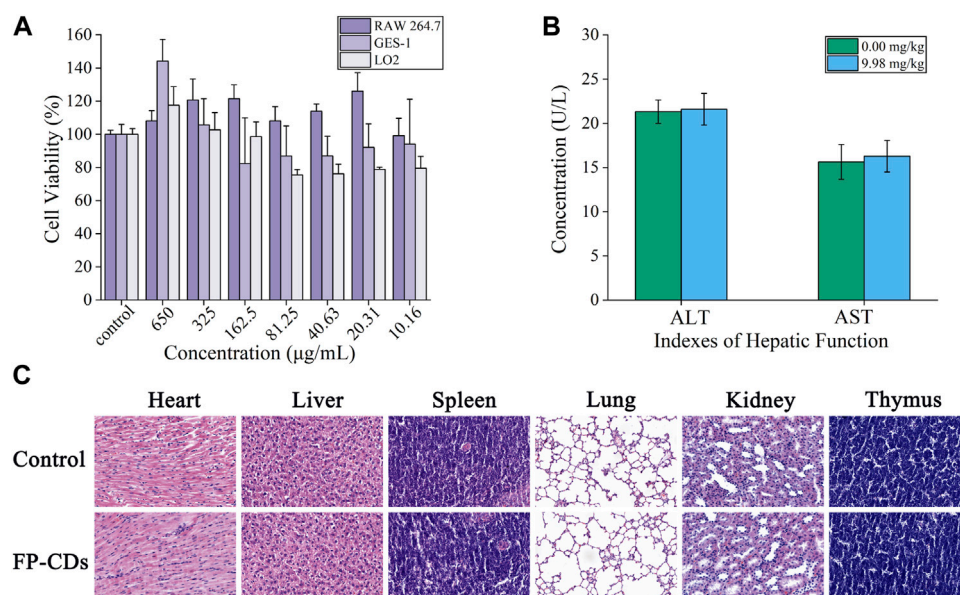 A
RAW 264.7
GES-1
LO2
160
140
120
100
80
60
40
20
0
Cell Viability (%)
control
650
325
162.5
81.25
40.63
20.31
10.16
Concentration (μg/mL)
B
0.00 mg/kg
9.98 mg/kg
30
25
20
15
10
5
0
Concentration (U/L)
ALT
AST
Indexes of Hepatic Function
C
Heart
Liver
Spleen
Lung
Kidney
Thymus
Control
FP-CDs